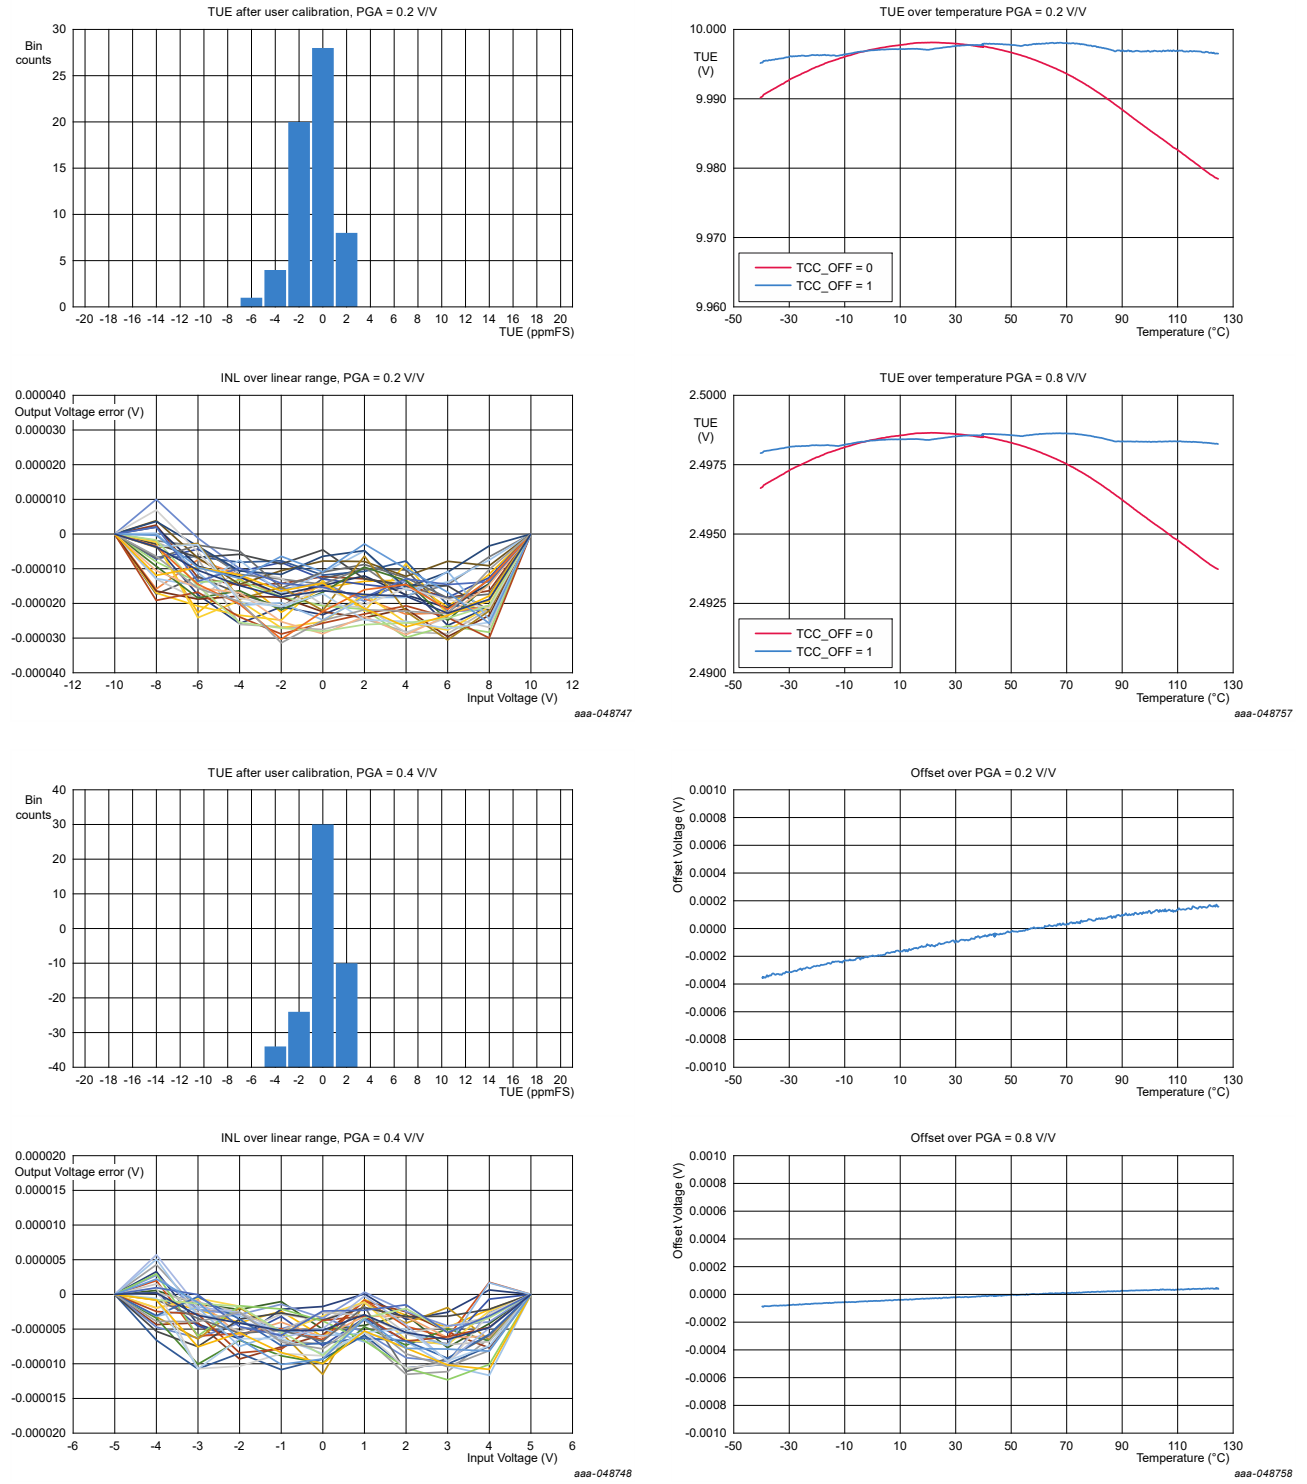 TUE after user calibration, PGA = 0.2 V/V
30
Bin
counts
25
20
15
10
5
0
-20 -18 -16 -14 -12 -10 -8 -6 -4 -2 0 2 4 6 8 10 12 14 16 18 20
TUE (ppmFS)
INL over linear range, PGA = 0.2 V/V
0.000040
Output Voltage error (V)
0.000030
0.000020
0.000010
0
-0.000010
-0.000020
-0.000030
-0.000040
-12 -10 -8 -6 -4 -2 0 2 4 6 8 10 12
Input Voltage (V)
aaa-048747
TUE over temperature PGA = 0.2 V/V
10.000
TUE
(V)
9.990
9.980
9.970
TCC_OFF = 0
TCC_OFF = 1
9.960
-50 -30 -10 10 30 50 70 90 110 130
Temperature (°C)
TUE over temperature PGA = 0.8 V/V
2.5000
TUE
(V)
2.4975
2.4950
2.4925
TCC_OFF = 0
TCC_OFF = 1
2.4900
-50 -30 -10 10 30 50 70 90 110 130
Temperature (°C)
aaa-048757
TUE after user calibration, PGA = 0.4 V/V
40
Bin
counts
30
20
10
0
-10
-20
-30
-40
-20 -18 -16 -14 -12 -10 -8 -6 -4 -2 0 2 4 6 8 10 12 14 16 18 20
TUE (ppmFS)
INL over linear range, PGA = 0.4 V/V
0.000020
Output Voltage error (V)
0.000015
0.000010
0.000005
0
-0.000005
-0.000010
-0.000015
-0.000020
-6 -5 -4 -3 -2 -1 0 1 2 3 4 5 6
Input Voltage (V)
aaa-048748
Offset over PGA = 0.2 V/V
Offset Voltage (V)
0.0010
0.0008
0.0006
0.0004
0.0002
0.0000
-0.0002
-0.0004
-0.0006
-0.0008
-0.0010
-50 -30 -10 10 30 50 70 90 110 130
Temperature (°C)
Offset over PGA = 0.8 V/V
Offset Voltage (V)
0.0010
0.0008
0.0006
0.0004
0.0002
0.0000
-0.0002
-0.0004
-0.0006
-0.0008
-0.0010
-50 -30 -10 10 30 50 70 90 110 130
Temperature (°C)
aaa-048758